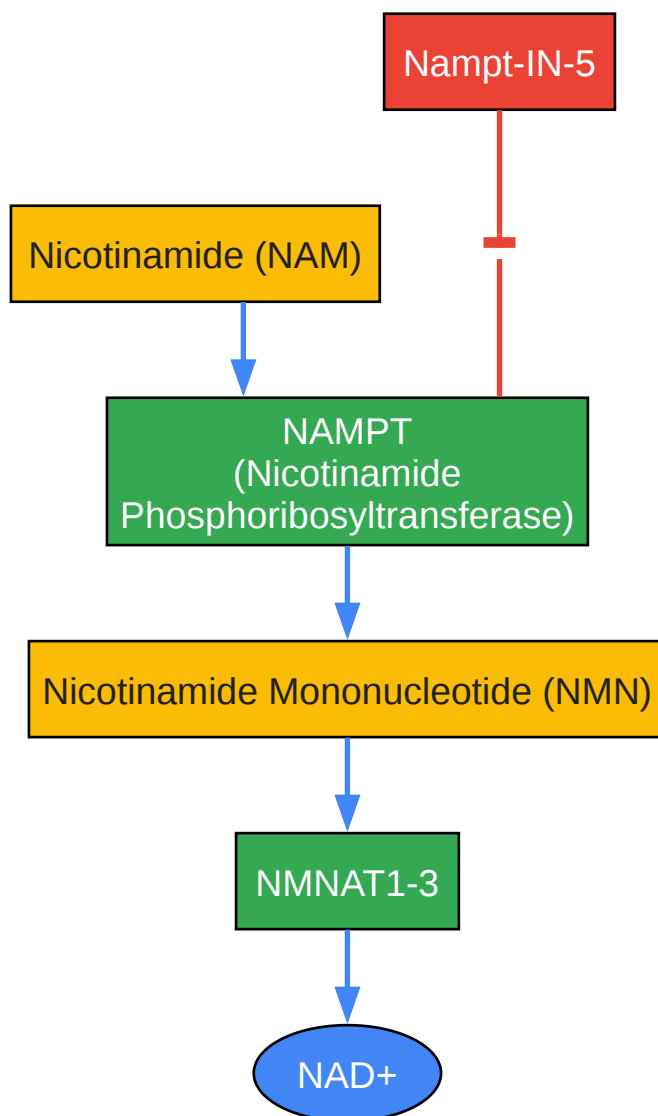 Nampt-IN-5
Nicotinamide (NAM)
NAMPT
(Nicotinamide
Phosphoribosyltransferase)
Nicotinamide Mononucleotide (NMN)
NMNAT1-3
NAD+